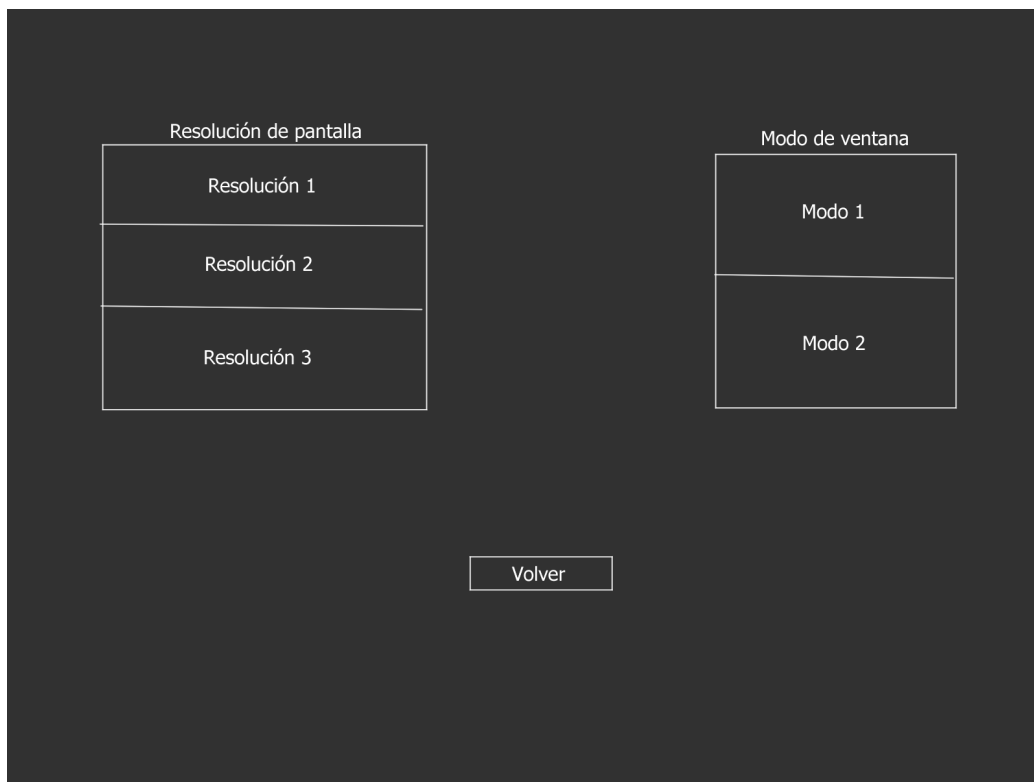 Resolución de pantalla
Resolución 1
Resolución 2
Resolución 3
Modo de ventana
Modo 1
Modo 2
Volver